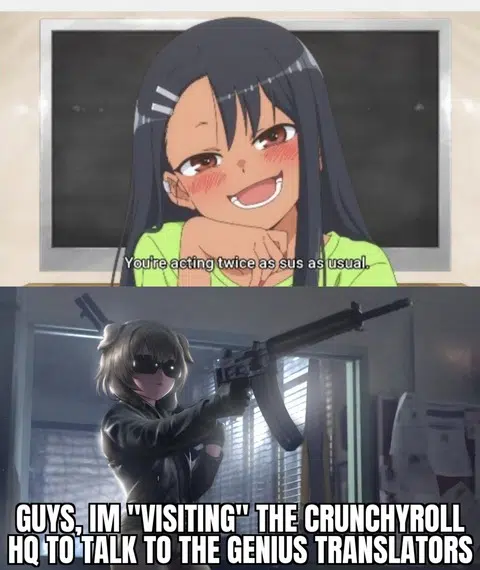 You're acting twice as sus as usual.
GUYS, IM "VISITING" THE CRUNCHYROLL
HQ TO TALK TO THE GENIUS TRANSLATORS